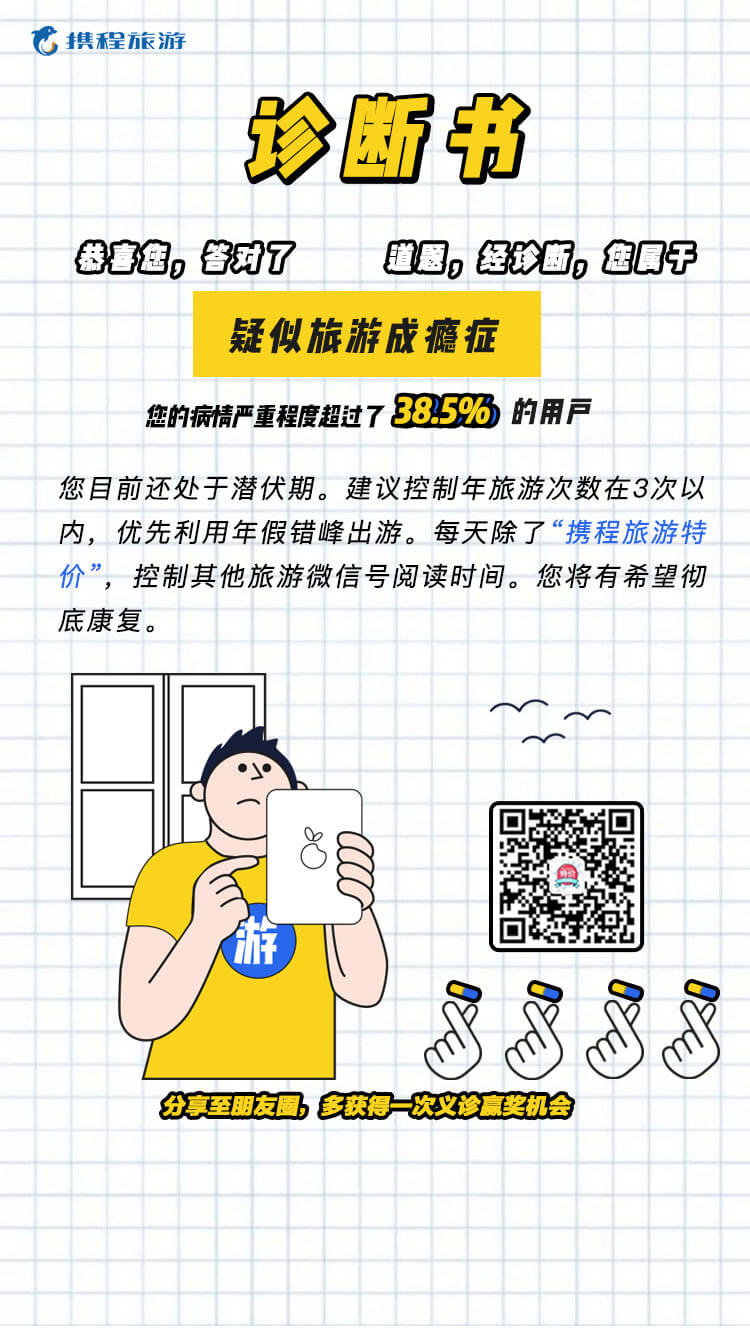 携程旅游
诊断书
恭喜您，答对了 道题，经诊断，您属于
疑似旅游成瘾症
您的病情严重程度超过了 38.5% 的用户
您目前还处于潜伏期。建议控制年旅游次数在3次以
内，优先利用年假错峰出游。每天除了“携程旅游特
价”，控制其他旅游微信号阅读时间。您将有希望彻
底康复。
特价
游
分享至朋友圈，多获得一次义诊赢奖机会